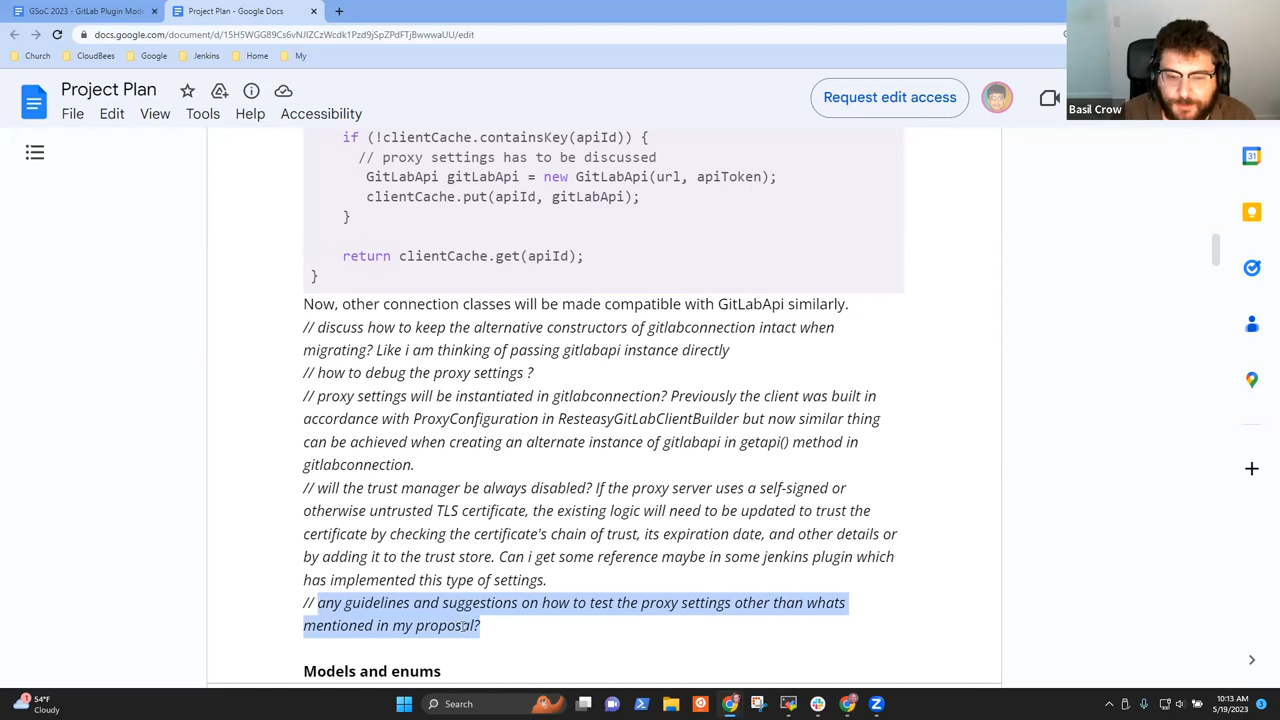 GSoC 2023 - GitLab Plugin Mod
Project Plan - Google Docs
docs.google.com/document/d/15H5WGG89Cs6vNJIZCzWcdk1Pzd9jSpZPdFTjBwwwaUU/edit
Church
CloudBees
Google
Jenkins
Home
My
Project Plan
File Edit View Tools Help Accessibility
Request edit access
Basil Crow
if (!clientCache.containsKey(apiId)) {
// proxy settings has to be discussed
GitLabApi gitLabApi = new GitLabApi(url, apiToken);
clientCache.put(apiId, gitLabApi);
}
return clientCache.get(apiId);
}
Now, other connection classes will be made compatible with GitLabApi similarly.
// discuss how to keep the alternative constructors of gitlabconnection intact when
migrating? Like i am thinking of passing gitlabapi instance directly
// how to debug the proxy settings ?
// proxy settings will be instantiated in gitlabconnection? Previously the client was built in
accordance with ProxyConfiguration in ResteasyGitLabClientBuilder but now similar thing
can be achieved when creating an alternate instance of gitlabapi in getapi() method in
gitlabconnection.
// will the trust manager be always disabled? If the proxy server uses a self-signed or
otherwise untrusted TLS certificate, the existing logic will need to be updated to trust the
certificate by checking the certificate's chain of trust, its expiration date, and other details or
by adding it to the trust store. Can i get some reference maybe in some jenkins plugin which
has implemented this type of settings.
// any guidelines and suggestions on how to test the proxy settings other than whats
mentioned in my proposal?
Models and enums
54°F
Cloudy
Search
10:13 AM
5/19/2023